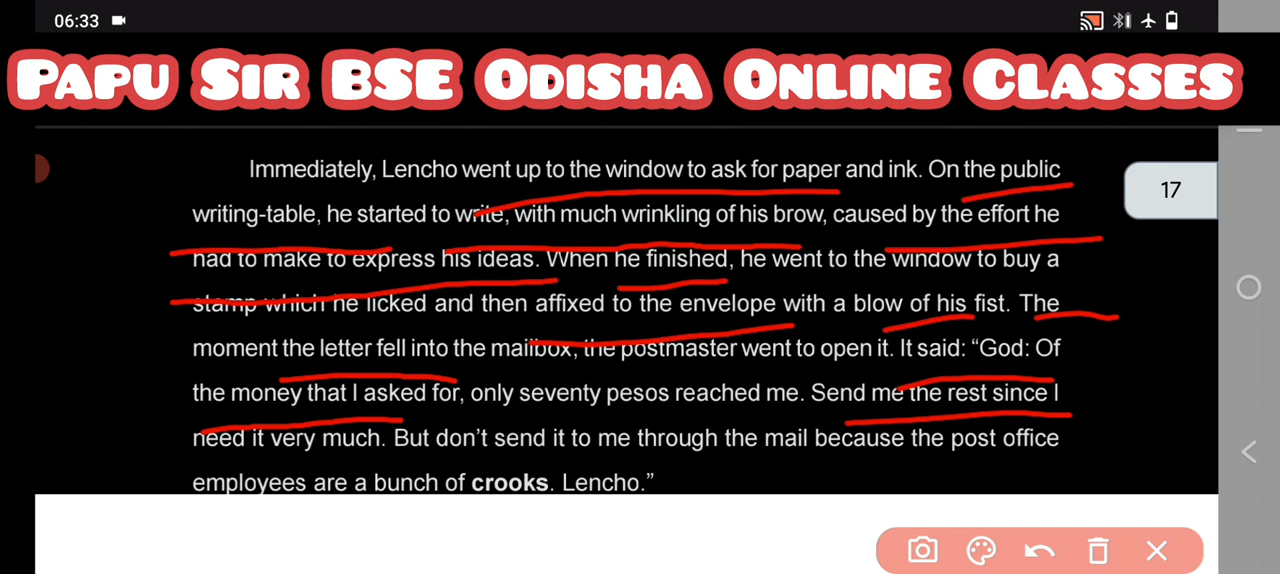 06:33
PAPU SIR BSE ODISHA ONLINE CLASSES
Immediately, Lencho went up to the window to ask for paper and ink. On the public
17
writing-table, he started to write, with much wrinkling of his brow, caused by the effort he
had to make to express his ideas. When he finished, he went to the window to buy a
stamp which he licked and then affixed to the envelope with a blow of his fist. The
moment the letter fell into the mailbox, the postmaster went to open it. It said: “God: Of
the money that I asked for, only seventy pesos reached me. Send me the rest since I
need it very much. But don’t send it to me through the mail because the post office
employees are a bunch of crooks. Lencho.”